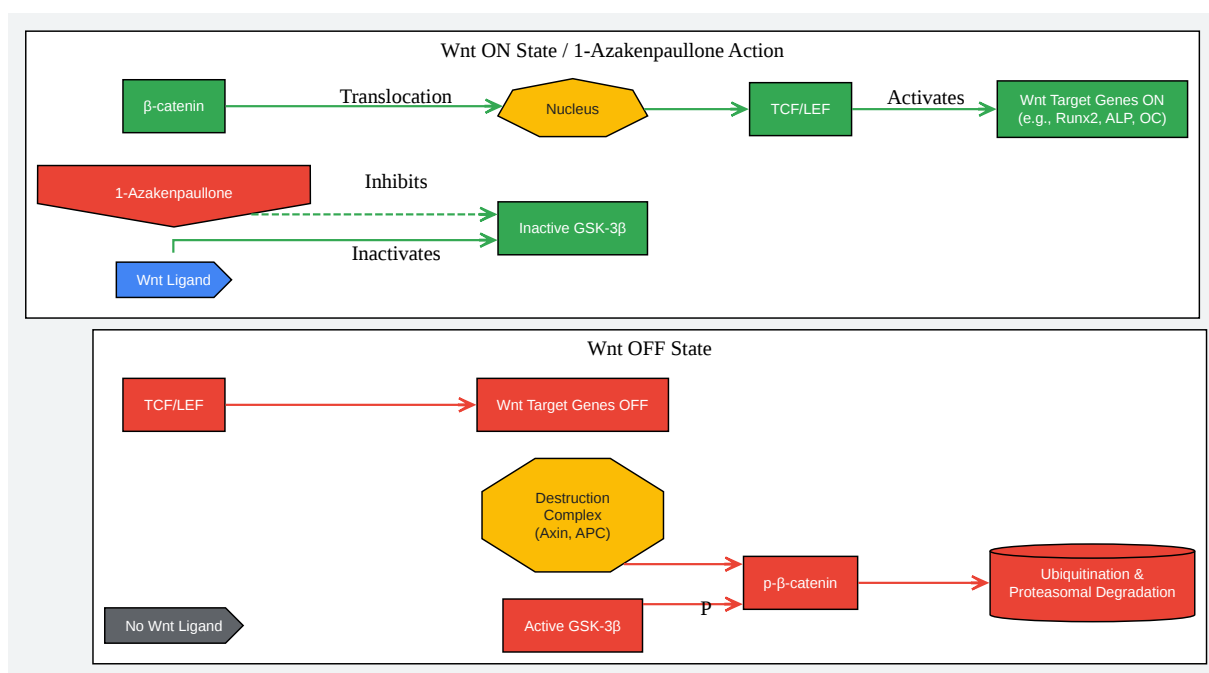 Wnt ON State / 1-Azakenpaullone Action
β-catenin
Translocation
Nucleus
TCF/LEF
Activates
Wnt Target Genes ON
(e.g., Runx2, ALP, OC)
1-Azakenpaullone
Inhibits
Inactive GSK-3β
Inactivates
Wnt Ligand
Wnt OFF State
TCF/LEF
Wnt Target Genes OFF
Destruction
Complex
(Axin, APC)
p-β-catenin
Ubiquitination &
Proteasomal Degradation
P
No Wnt Ligand
Active GSK-3β